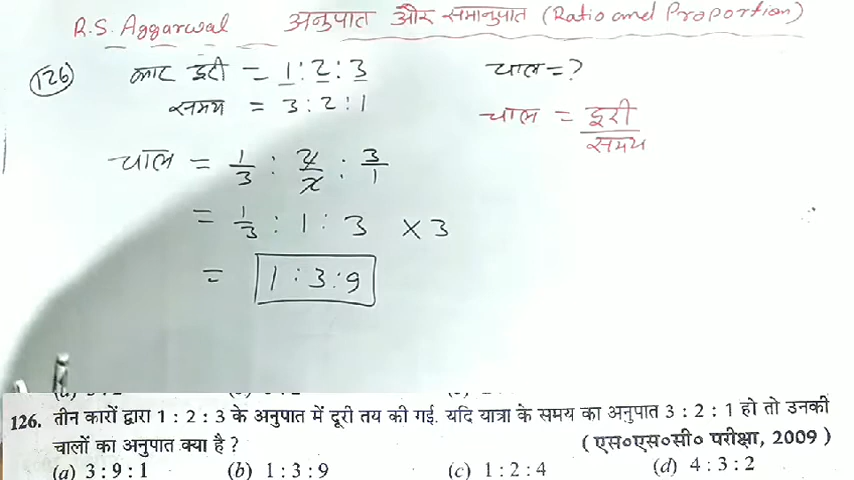 R.S. Aggarwal अनुपात और समानुपात (Ratio and Proportion)
126 कार दूरी = 1 : 2 : 3 चाल = ?
समय = 3 : 2 : 1 चाल = दूरी / समय
चाल = 1/3 : 2/2 : 3/1
= 1/3 : 1 : 3 × 3
= 1 : 3 : 9
126. तीन कारों द्वारा 1 : 2 : 3 के अनुपात में दूरी तय की गई. यदि यात्रा के समय का अनुपात 3 : 2 : 1 हो तो उनकी
चालों का अनुपात क्या है ? ( एस०एस०सी० परीक्षा, 2009 )
(a) 3 : 9 : 1 (b) 1 : 3 : 9 (c) 1 : 2 : 4 (d) 4 : 3 : 2